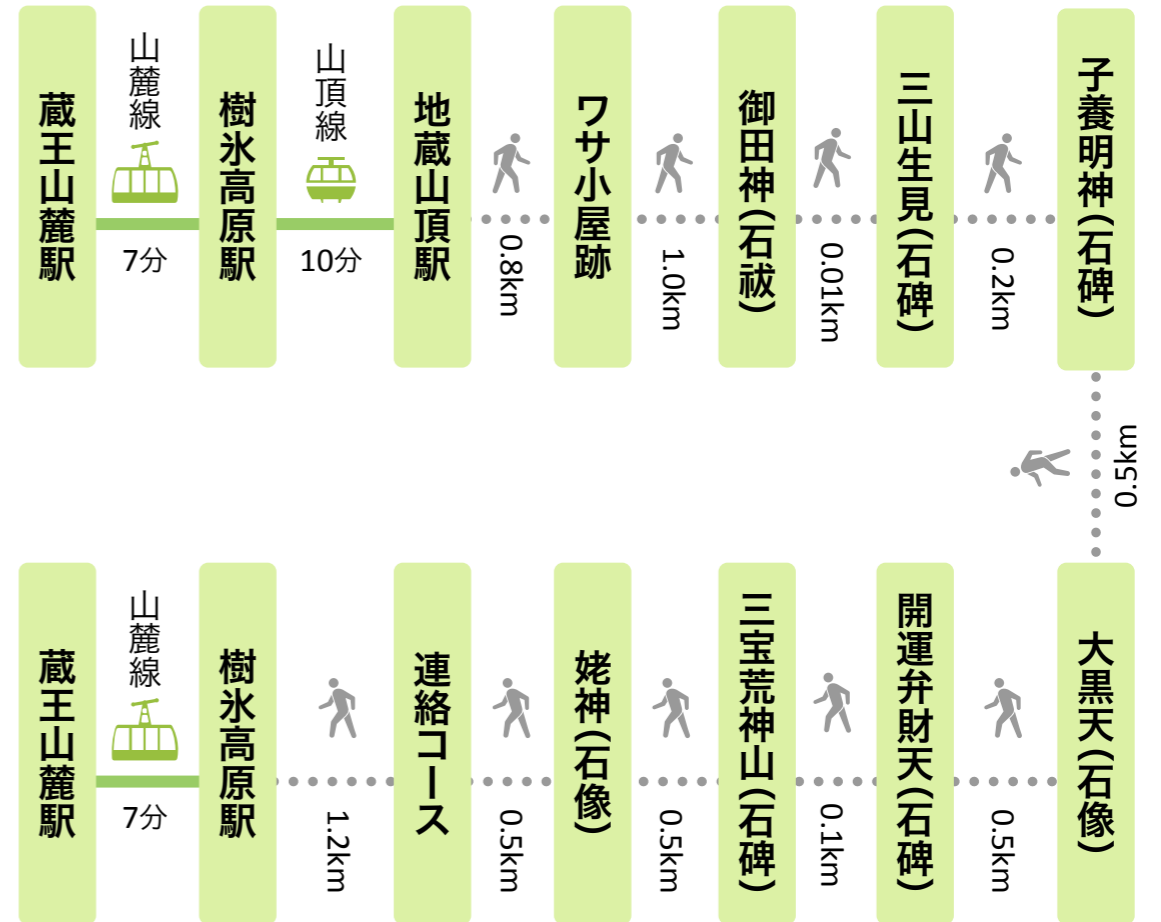 蔵王山麓駅
山麓線
7分
樹氷高原駅
山頂線
10分
地蔵山頂駅
0.8km
ワサ小屋跡
1.0km
御田神(石祓)
0.01km
三山生見(石碑)
0.2km
子養明神(石碑)
0.5km
大黒天(石像)
0.5km
開運弁財天(石碑)
0.1km
三宝荒神山(石碑)
0.5km
姥神(石像)
0.5km
連絡コース
1.2km
樹氷高原駅
山麓線
7分
蔵王山麓駅